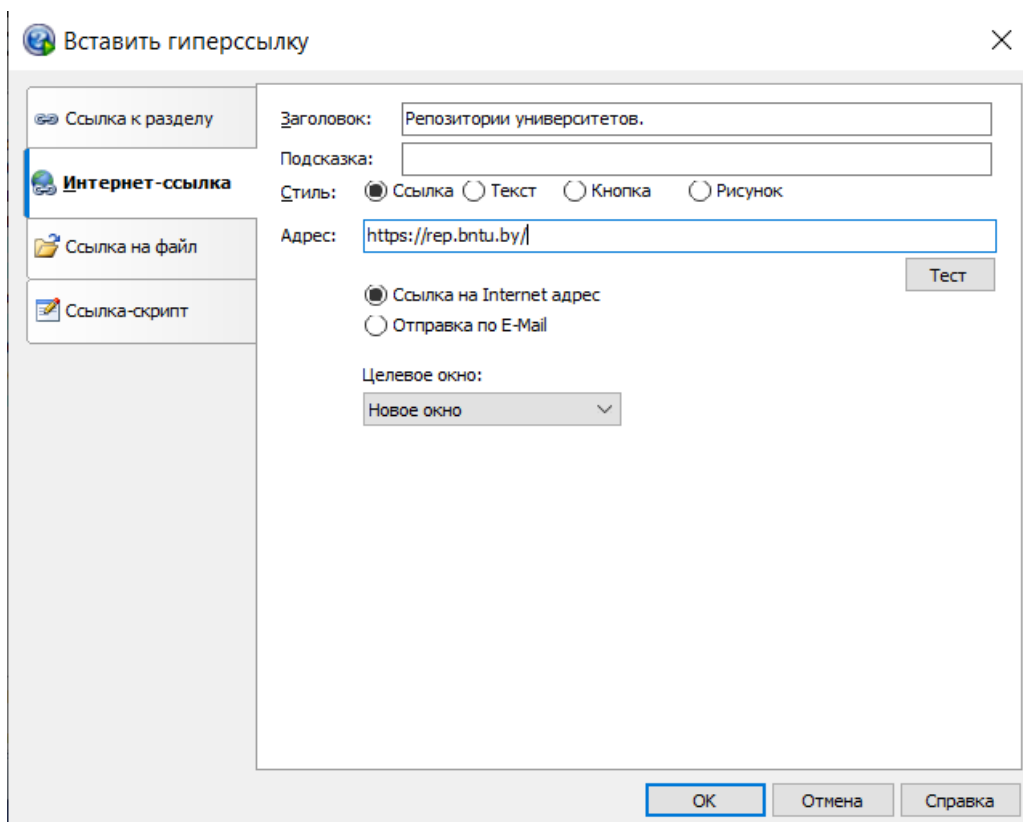 Вставить гиперссылку
Ссылка к разделу
Интернет-ссылка
Ссылка на файл
Ссылка-скрипт
Заголовок: Репозитории университетов.
Подсказка:
Стиль: Ссылка Текст Кнопка Рисунок
Адрес: https://rep.bntu.by/
Тест
Ссылка на Internet адрес
Отправка по E-Mail
Целевое окно:
Новое окно
ОК Отмена Справка